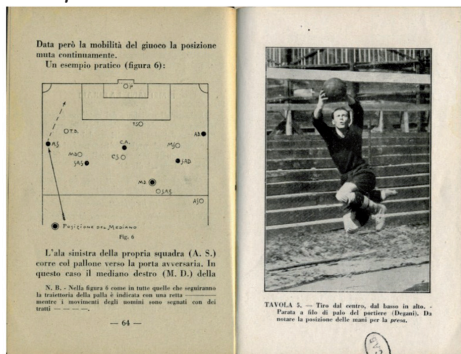 Data però la mobilità del giuoco la posizione
muta continuamente.
Un esempio pratico (figura 6):
O.P
T.D.O
O.T.S
A.S
C.A.
A.D
M.D.O
M.S.O
S.A.S
C.S.O
S.A.D
M.D
A.S.O
POSIZIONE DEL MEDIANO
Fig. 6
L'ala sinistra della propria squadra (A. S.)
corre col pallone verso la porta avversaria. In
questo caso il mediano destro (M. D.) della
N. B. - Nella figura 6 come in tutte quelle che seguiranno
la traiettoria della palla è indicata con una retta
mentre i movimenti degli uomini sono segnati con dei
tratti
— 64 —
TAVOLA 5. — Tiro dal centro, dal basso in alto. -
Parata a filo di palo del portiere (Degani). Da
notare la posizione delle mani per la presa.